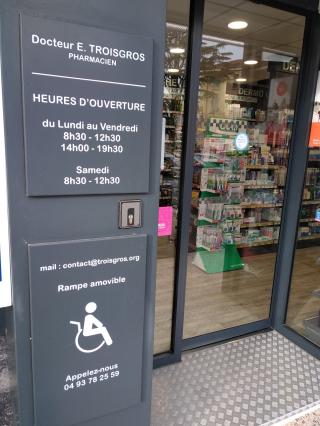 Docteur E. TROISGROS
PHARMACIEN
HEURES D'OUVERTURE
du Lundi au Vendredi
8h30 - 12h30
14h00 - 19h30
Samedi
8h30 - 12h30
mail : contact@troisgros.org
Rampe amovible
Appelez-nous
04 93 78 25 59
DERMO